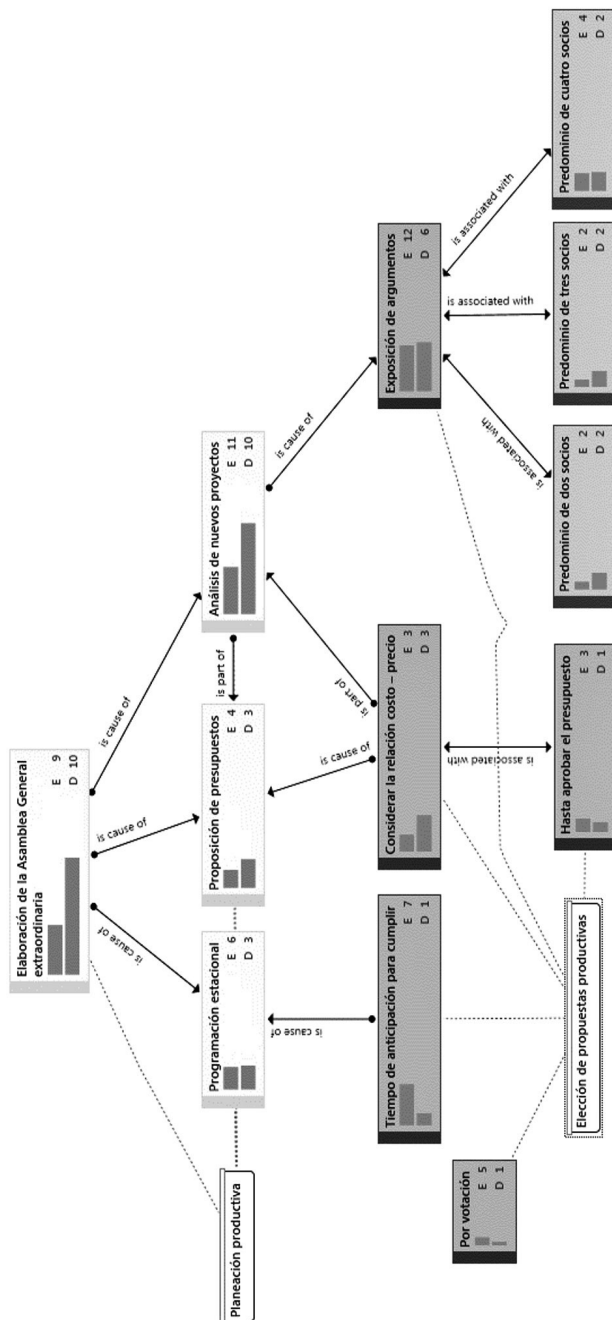 Elaboración de la Asamblea General
extraordinaria
E 9
D 10
is cause of
is cause of
is cause of
Planeación productiva
Programación estacional
E 6
D 3
Proposición de presupuestos
E 4
D 3
is part of
Análisis de nuevos proyectos
E 11
D 10
is cause of
is cause of
is part of
is cause of
Tiempo de anticipación para cumplir
E 7
D 1
Considerar la relación costo – precio
E 3
D 3
Exposición de argumentos
E 12
D 6
is associated with
is associated with
is associated with
is associated with
Por votación
E 5
D 1
Elección de propuestas productivas
Hasta aprobar el presupuesto
E 3
D 1
Predominio de dos socios
E 2
D 2
Predominio de tres socios
E 2
D 2
Predominio de cuatro socios
E 4
D 2